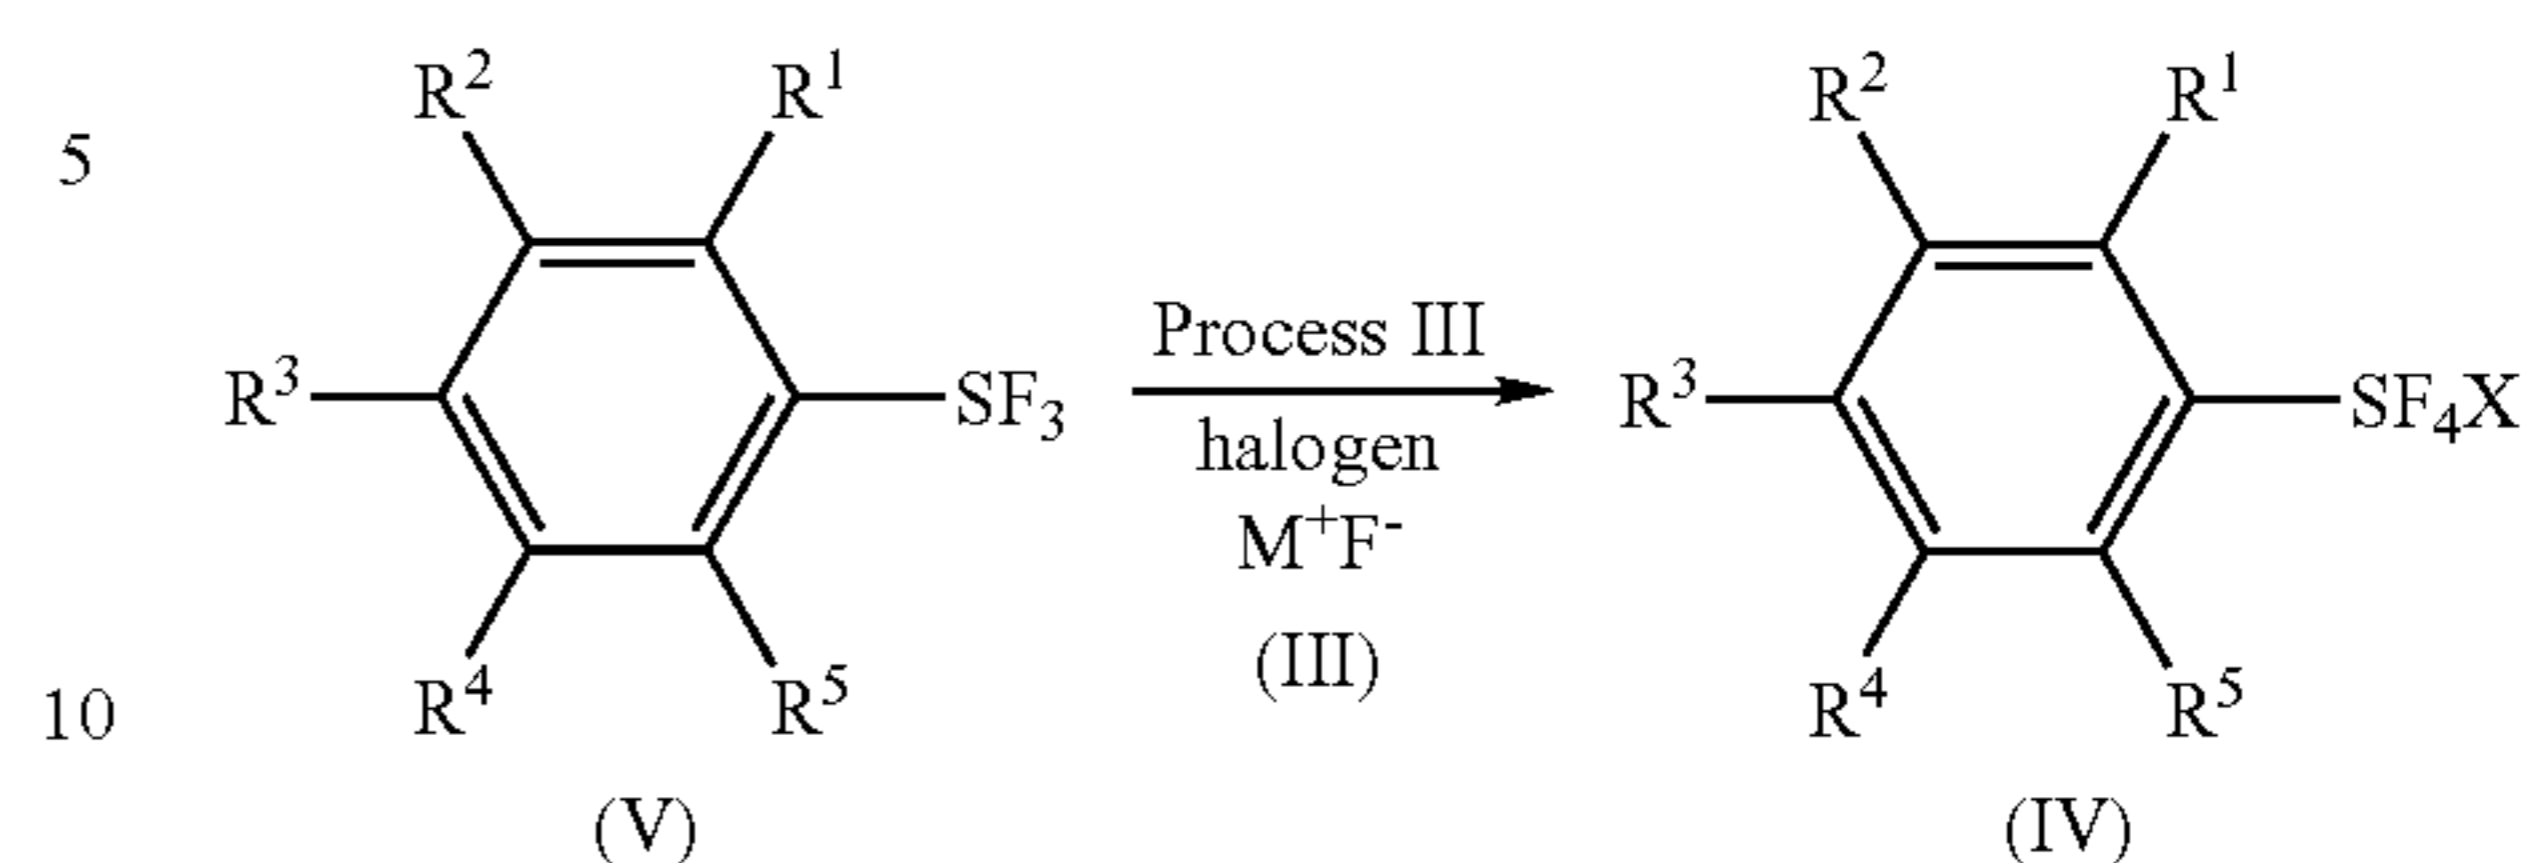 R² R¹ R² R¹
5
Process III
R³ SF₃ R³ SF₄X
halogen
M⁺F⁻
(III)
R⁴ R⁵ R⁴ R⁵
10
(V) (IV)